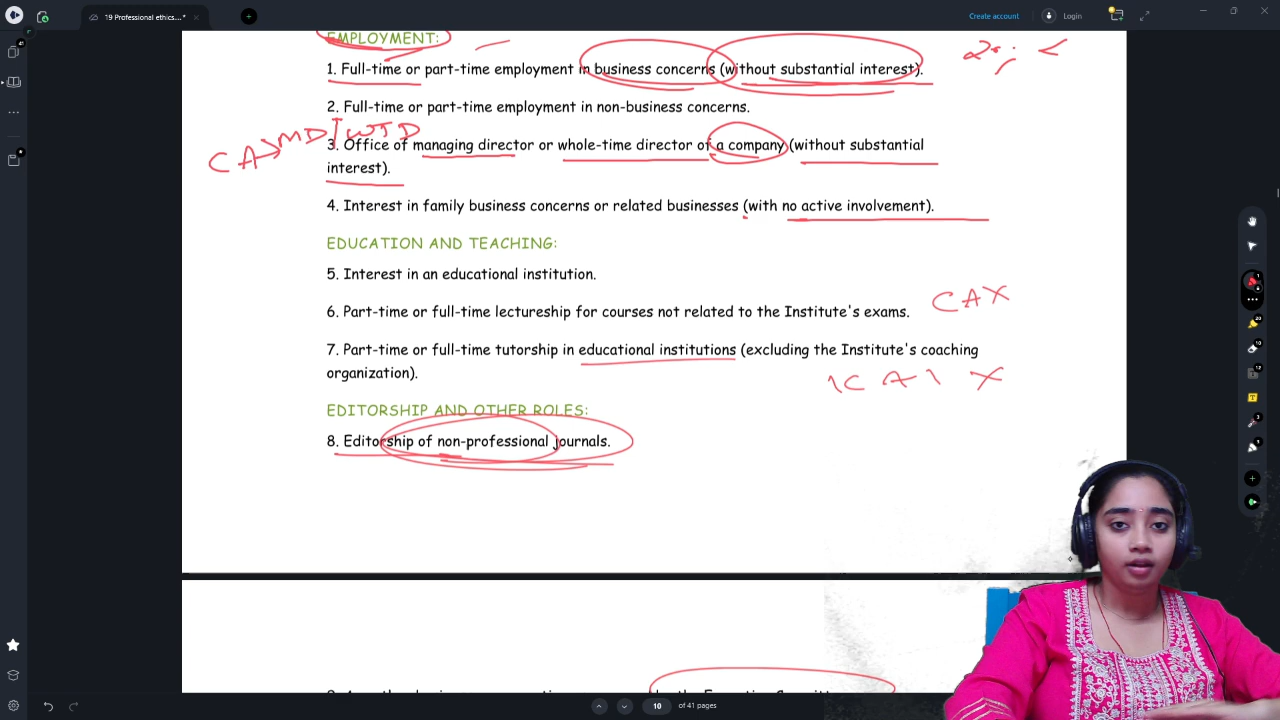 19 Professional ethics....*
Create account
Login
EMPLOYMENT:
1. Full-time or part-time employment in business concerns (without substantial interest).
2. Full-time or part-time employment in non-business concerns.
MD/WTD
CA
3. Office of managing director or whole-time director of a company (without substantial
interest).
4. Interest in family business concerns or related businesses (with no active involvement).
EDUCATION AND TEACHING:
5. Interest in an educational institution.
CA X
6. Part-time or full-time lectureship for courses not related to the Institute's exams.
7. Part-time or full-time tutorship in educational institutions (excluding the Institute's coaching
organization).
ICAI X
EDITORSHIP AND OTHER ROLES:
8. Editorship of non-professional journals.
10 of 41 pages